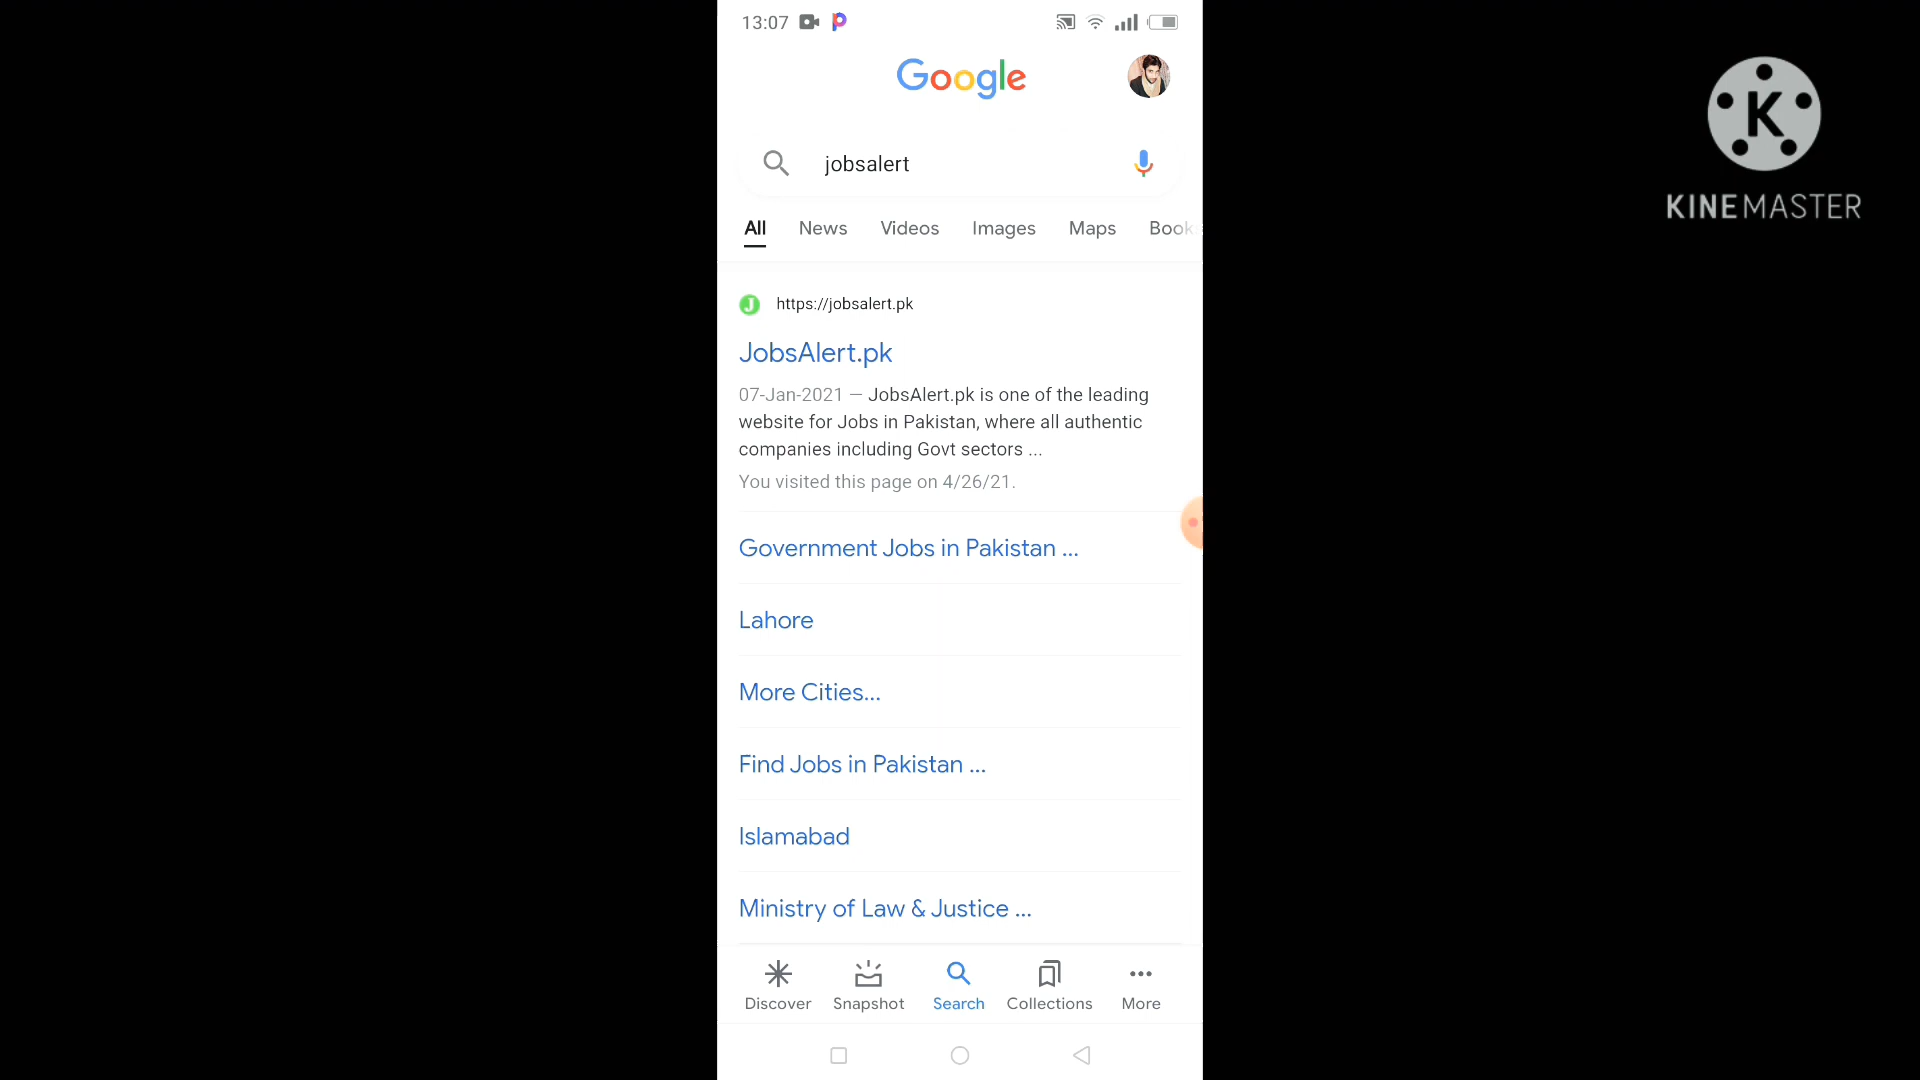 13:07
Google
jobsalert
All News Videos Images Maps Book
https://jobsalert.pk
JobsAlert.pk
07-Jan-2021 — JobsAlert.pk is one of the leading
website for Jobs in Pakistan, where all authentic
companies including Govt sectors ...
You visited this page on 4/26/21.
Government Jobs in Pakistan ...
Lahore
More Cities...
Find Jobs in Pakistan ...
Islamabad
Ministry of Law & Justice ...
Discover Snapshot Search Collections More
K
KINEMASTER